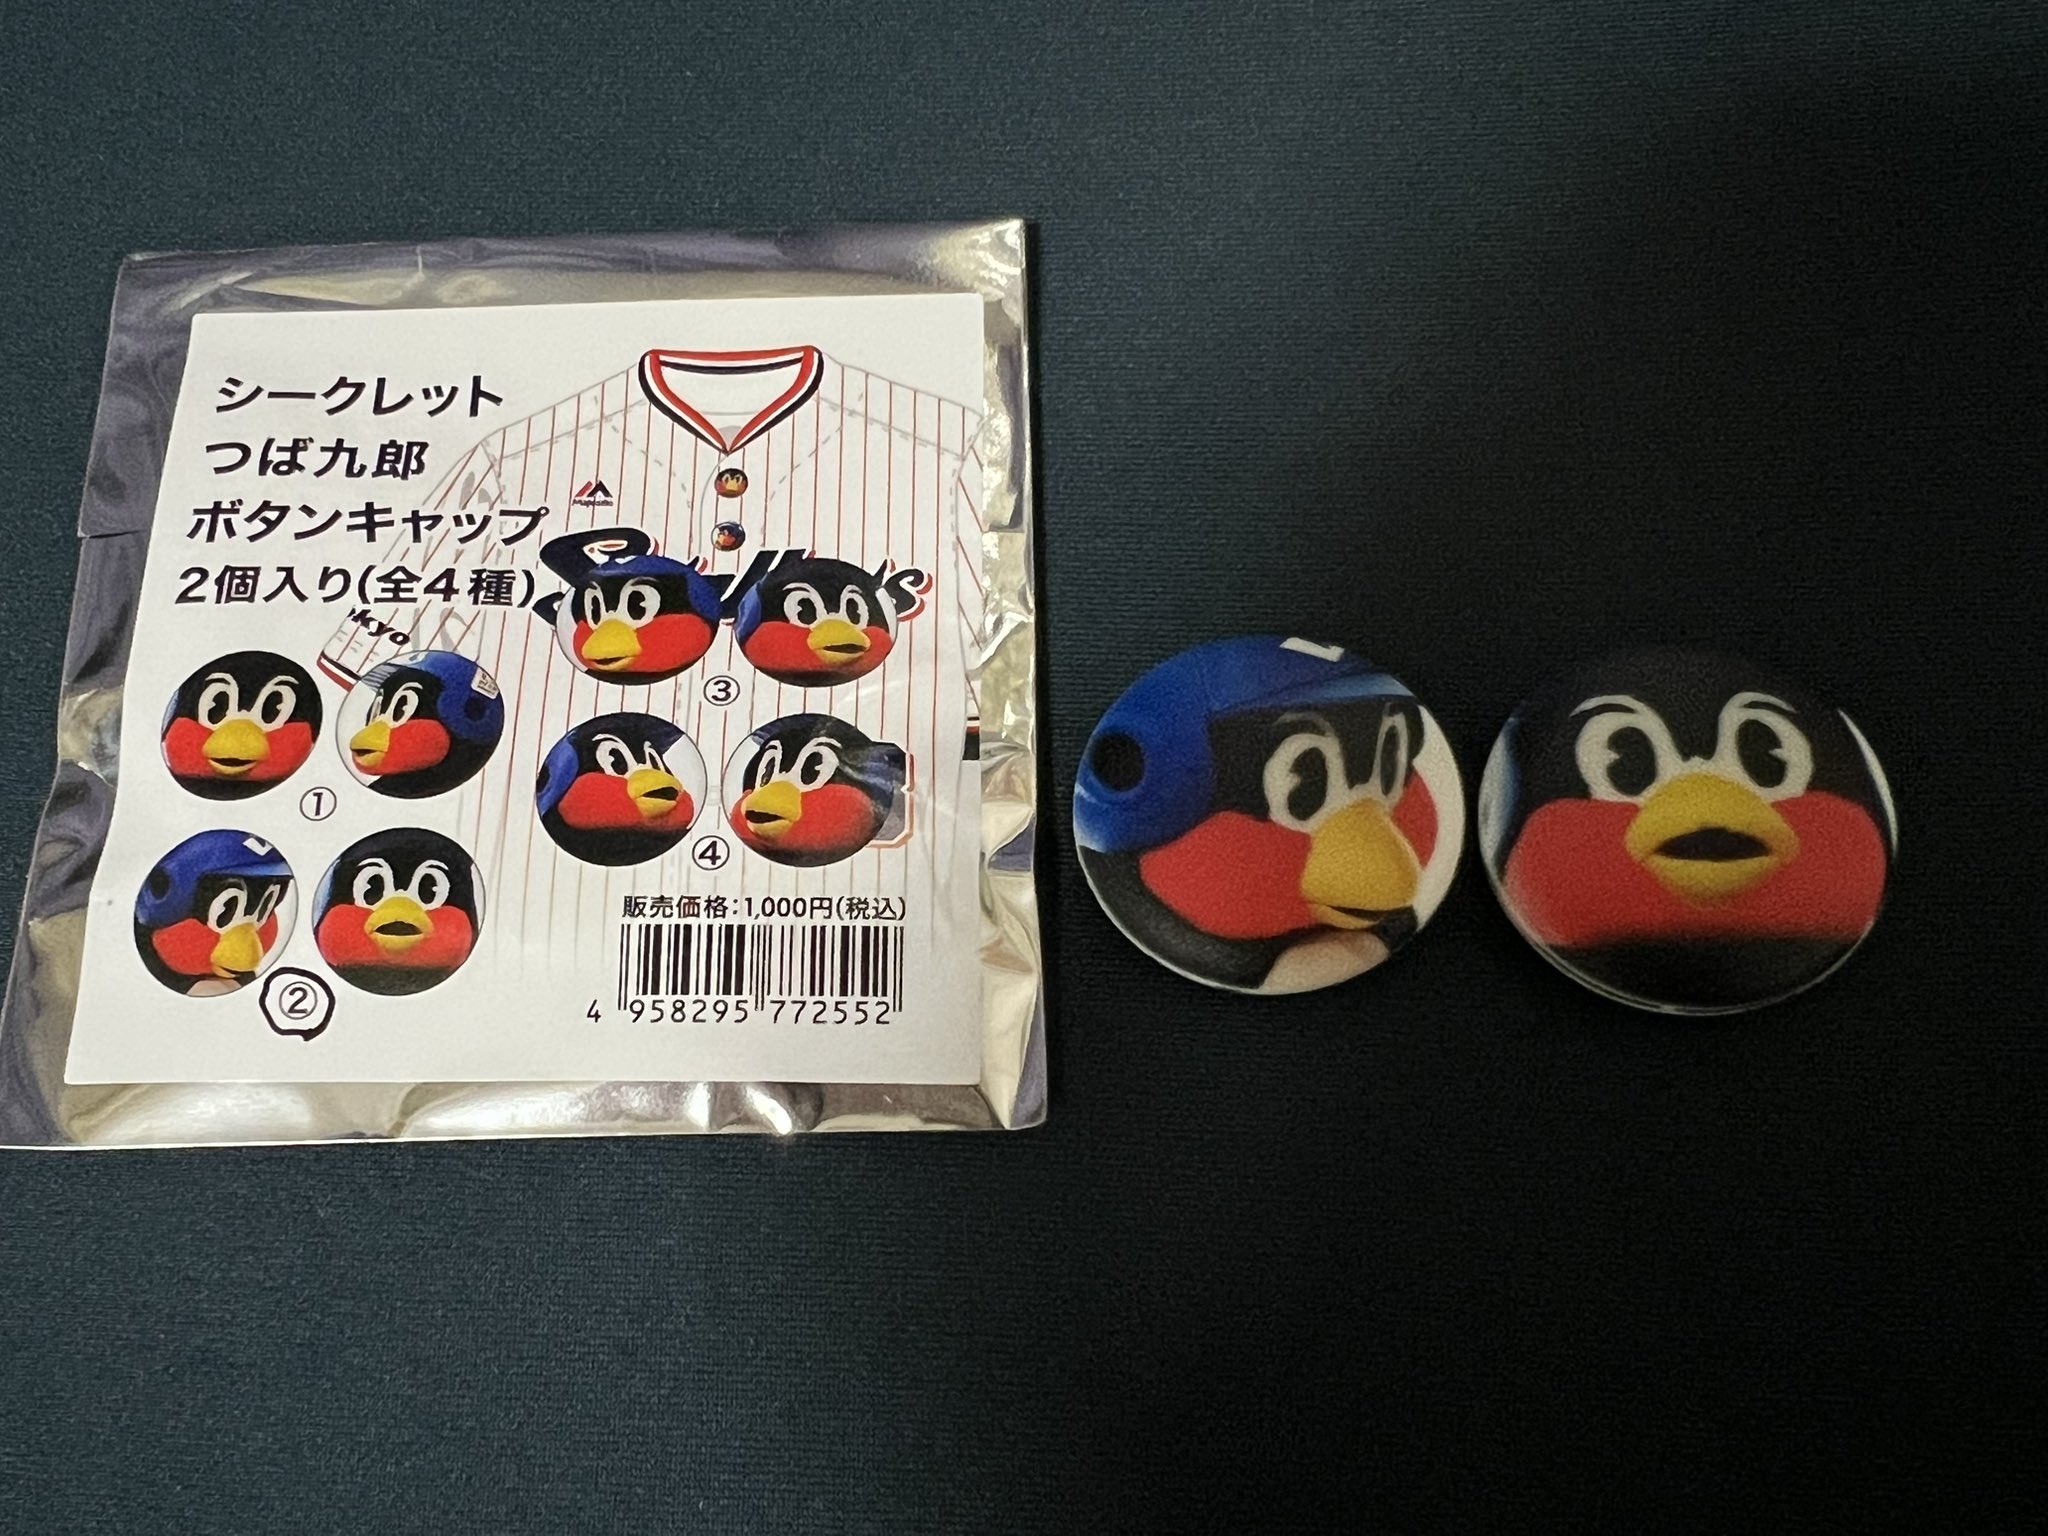 シークレット
つば九郎
ボタンキャップ
2個入り(全4種)
Majestic
kyo
①
②
③
④
販売価格:1,000円(税込)
4 958295 772552